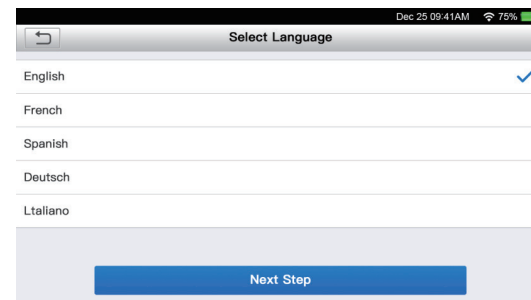 Dec 25 09:41AM 75%
Select Language
English
French
Spanish
Deutsch
Ltaliano
Next Step